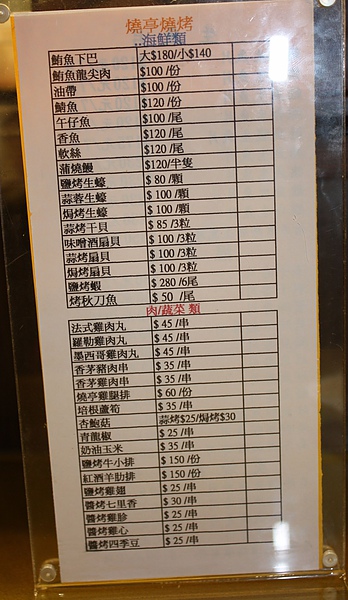 燒亭燒烤
..海鮮類
鮪魚下巴 大$180/小$140
鮪魚龍尖肉 $100 /份
油帶 $100 /份
鯖魚 $120 /份
午仔魚 $100 /尾
香魚 $120 /尾
軟絲 $120 /尾
蒲燒鰻 $120/半隻
鹽烤生蠔 $ 80 /顆
蒜蓉生蠔 $ 100 /顆
焗烤生蠔 $ 100 /顆
蒜烤干貝 $ 85 /3粒
味噌酒扇貝 $ 100 /3粒
蒜烤扇貝 $ 100 /3粒
焗烤扇貝 $ 100 /3粒
鹽烤蝦 $ 280 /6尾
烤秋刀魚 $ 50 /尾
肉/蔬菜 類
法式雞肉丸 $ 45 /串
羅勒雞肉丸 $ 45 /串
墨西哥雞肉丸 $ 45 /串
香茅豬肉串 $ 35 /串
香茅雞肉串 $ 35 /串
燒亭雞腿排 $ 60 /份
培根蘆筍 $ 35 /串
杏鮑菇 蒜烤$25/焗烤$30
青龍椒 $ 25 /串
奶油玉米 $ 35 /串
鹽烤牛小排 $ 150 /份
紅酒羊肋排 $ 150 /份
鹽烤雞翅 $ 25 /串
醬烤七里香 $ 30 /串
醬烤雞胗 $ 25 /串
醬烤雞心 $ 25 /串
醬烤四季豆 $ 25 /串